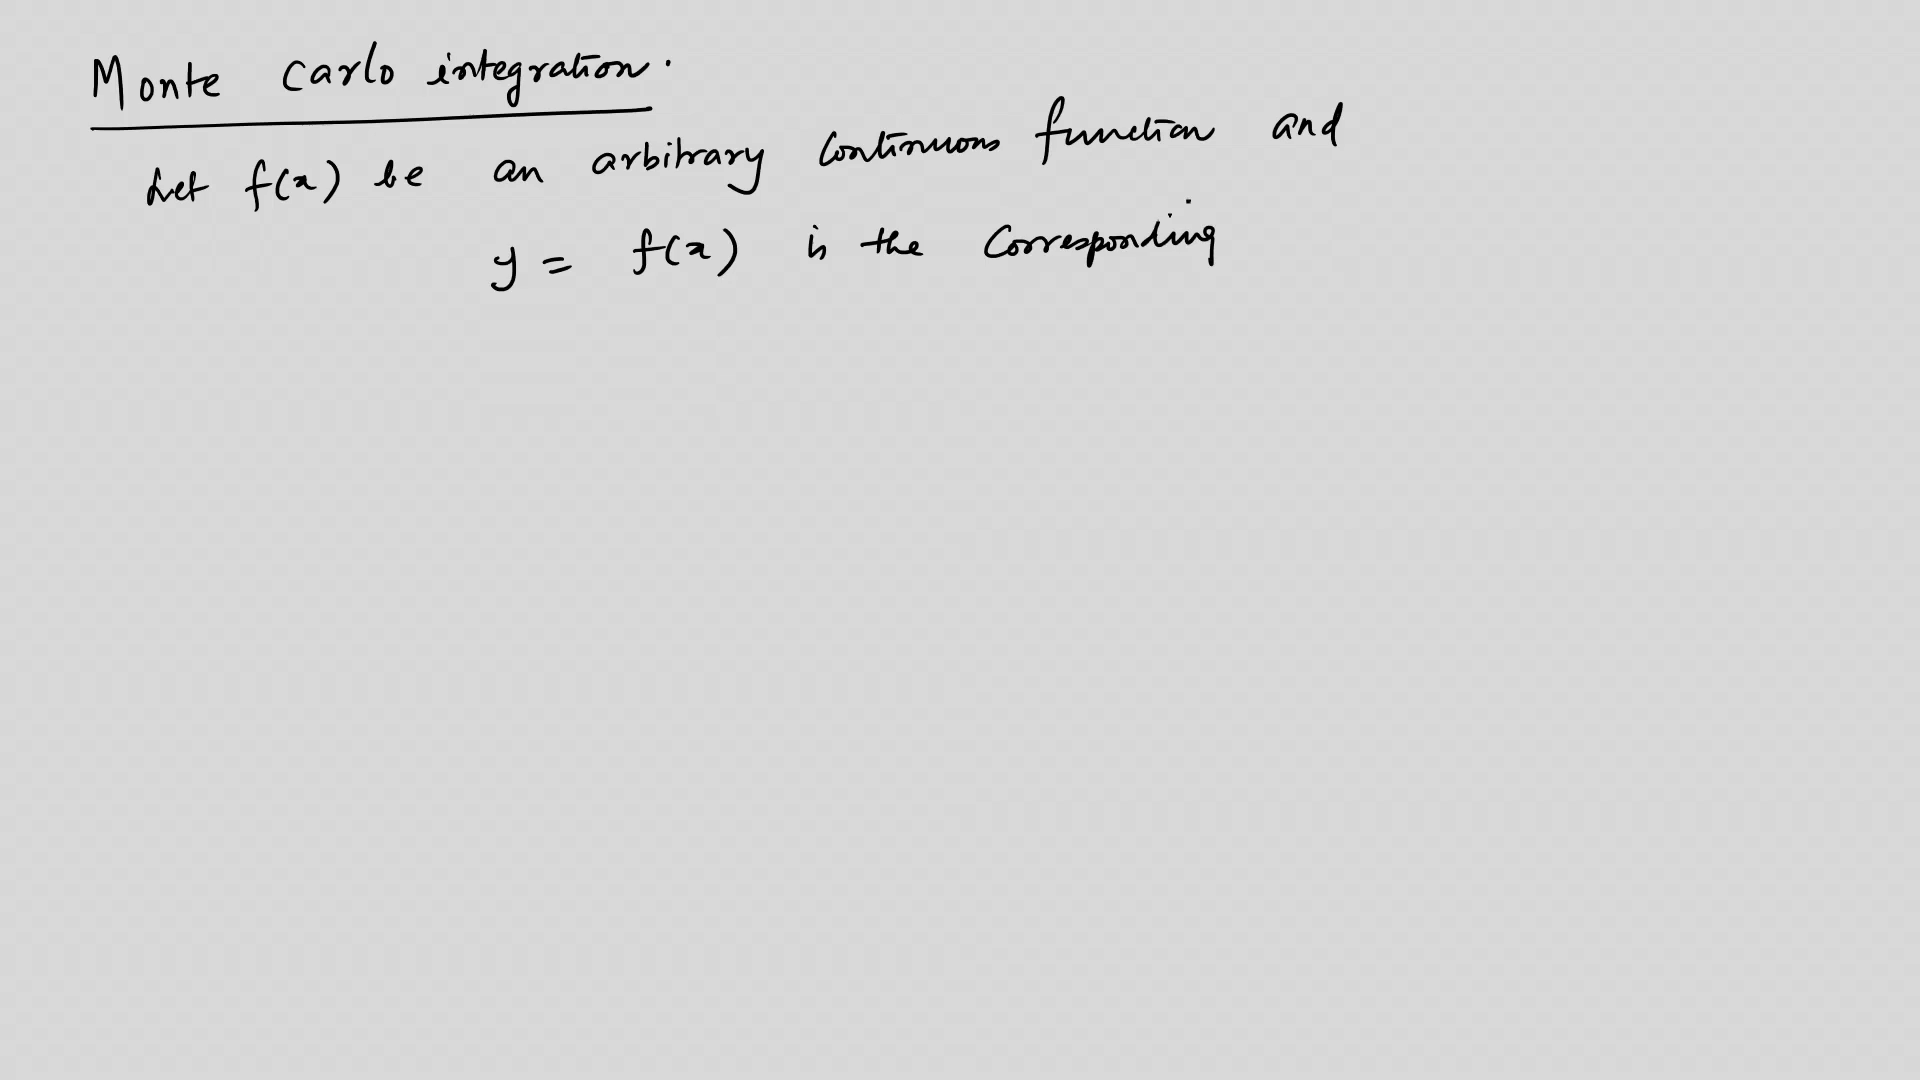 Monte Carlo integration.
Let f(x) be an arbitrary continuous function and
y = f(x) is the corresponding